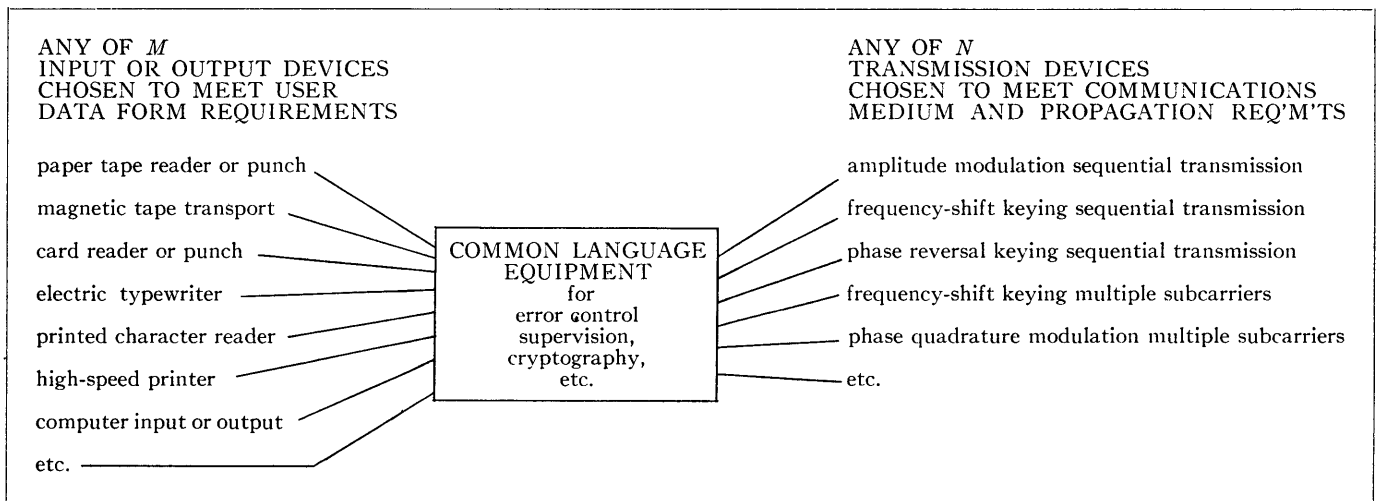 ANY OF M
INPUT OR OUTPUT DEVICES
CHOSEN TO MEET USER
DATA FORM REQUIREMENTS
paper tape reader or punch
magnetic tape transport
card reader or punch
electric typewriter
printed character reader
high-speed printer
computer input or output
etc.
COMMON LANGUAGE
EQUIPMENT
for
error control
supervision,
cryptography,
etc.
ANY OF N
TRANSMISSION DEVICES
CHOSEN TO MEET COMMUNICATIONS
MEDIUM AND PROPAGATION REQ'M'TS
amplitude modulation sequential transmission
frequency-shift keying sequential transmission
phase reversal keying sequential transmission
frequency-shift keying multiple subcarriers
phase quadrature modulation multiple subcarriers
etc.